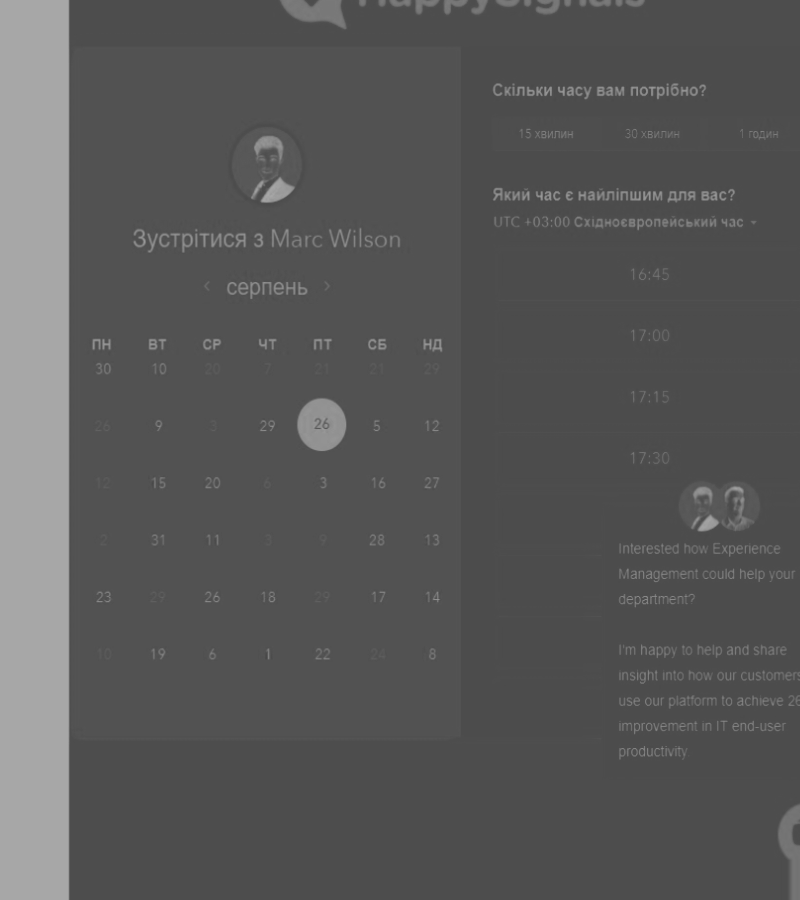 HappySignals
Скільки часу вам потрібно?
15 хвилин 30 хвилин 1 годин
Який час є найліпшим для вас?
UTC +03:00 Східноєвропейський час
Зустрітися з Marc Wilson
серпень
ПН ВТ СР ЧТ ПТ СБ НД
30 10 20 7 21 21 29
26 9 3 29 26 5 12
12 15 20 6 3 16 27
2 31 11 3 9 28 13
23 29 26 18 29 17 14
10 19 6 1 22 24 8
16:45
17:00
17:15
17:30
Interested how Experience
Management could help your
department?
I'm happy to help and share
insight into how our customers
use our platform to achieve 26
improvement in IT end-user
productivity